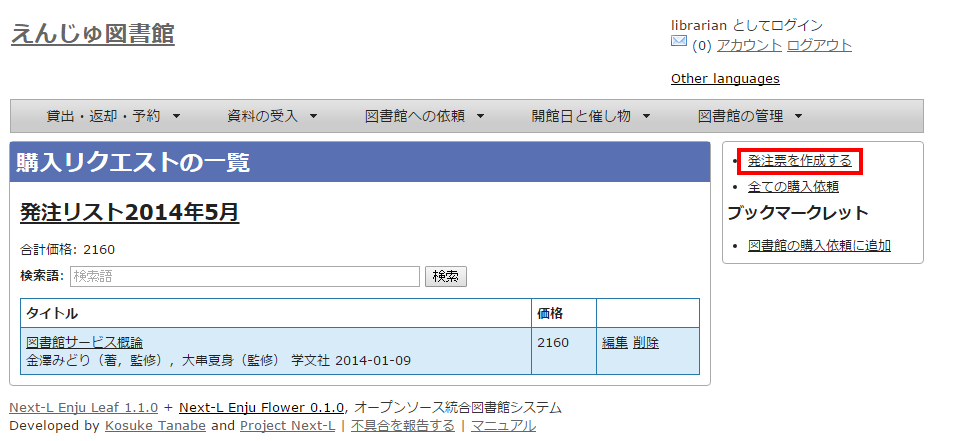 えんじゅ図書館
librarian としてログイン
(0) アカウント ログアウト
Other languages
貸出・返却・予約 資料の受入 図書館への依頼 開館日と催し物 図書館の管理
購入リクエストの一覧
発注リスト2014年5月
合計価格: 2160
検索語: 検索語 検索
タイトル 価格
図書館サービス概論 2160 編集 削除
金澤みどり（著，監修），大串夏身（監修） 学文社 2014-01-09
発注票を作成する
全ての購入依頼
ブックマークレット
図書館の購入依頼に追加
Next-L Enju Leaf 1.1.0 + Next-L Enju Flower 0.1.0, オープンソース統合図書館システム
Developed by Kosuke Tanabe and Project Next-L | 不具合を報告する | マニュアル